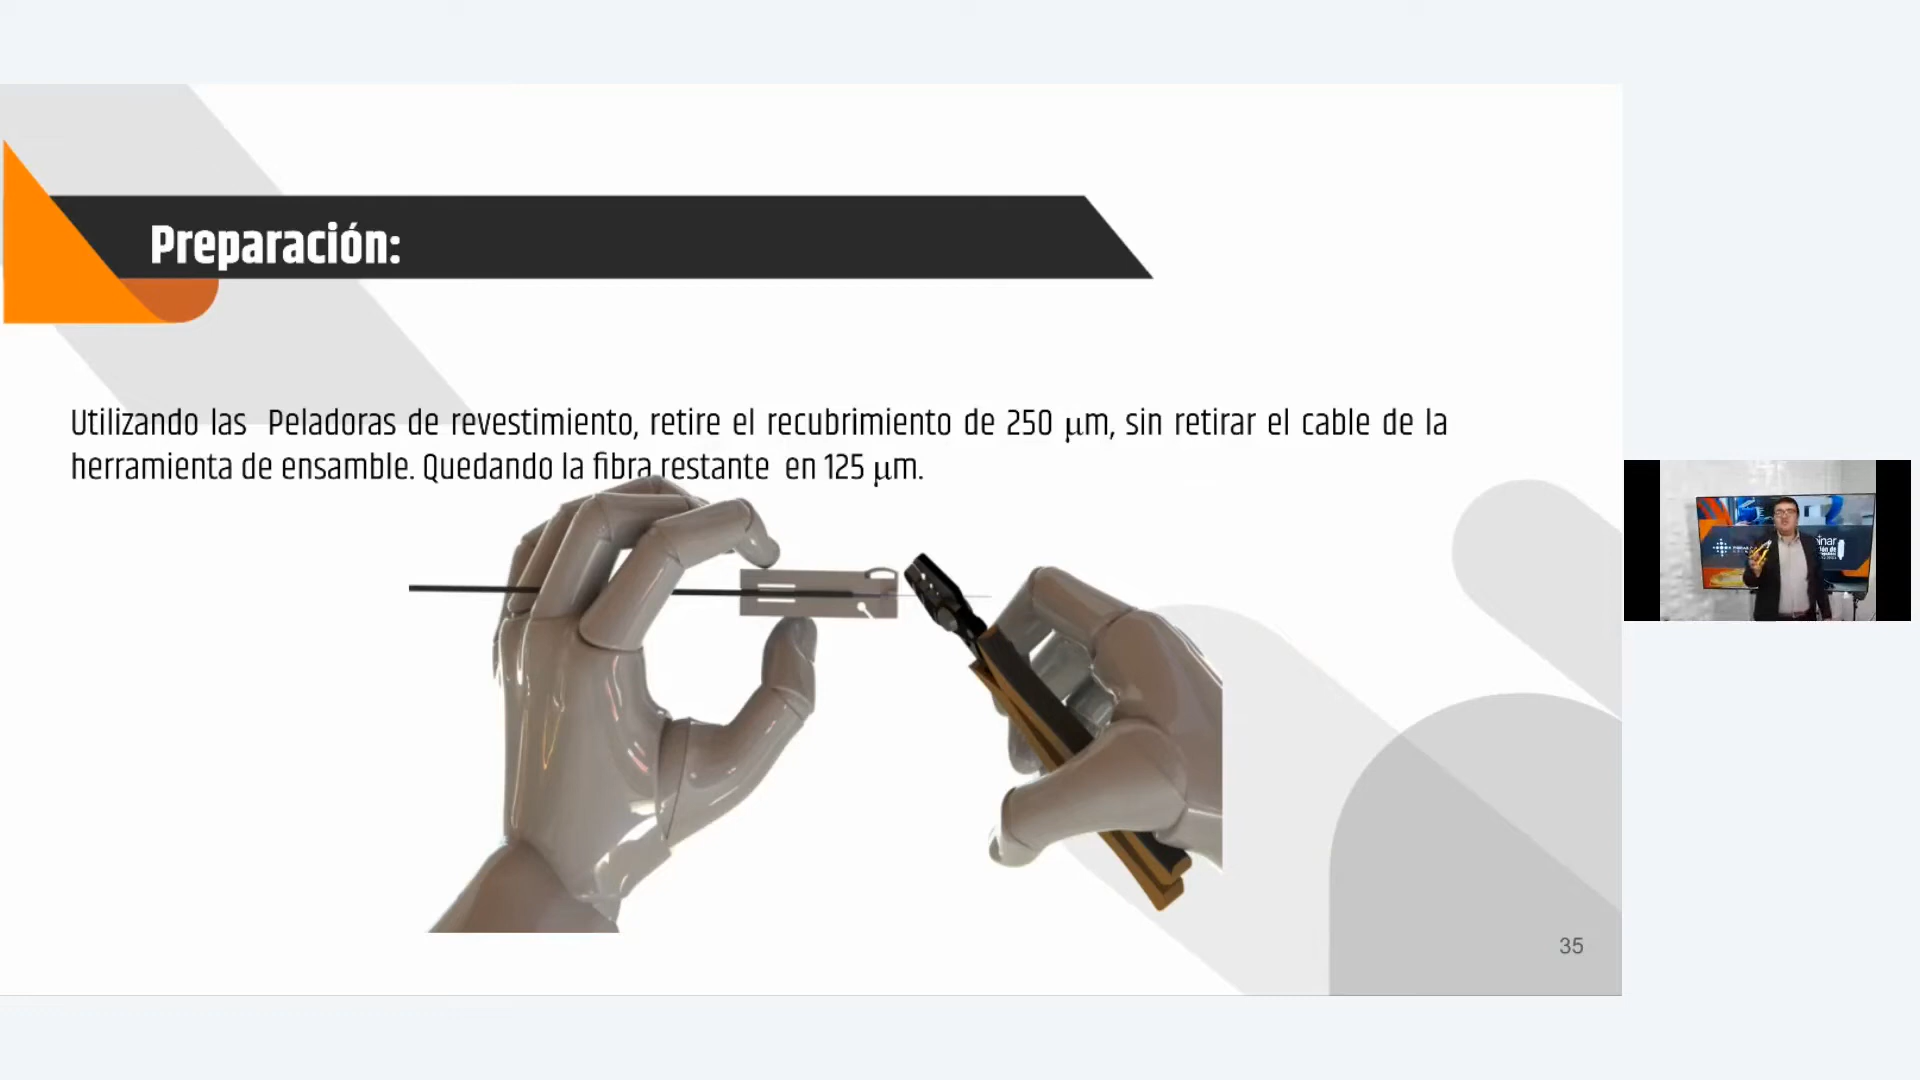 Preparación:
Utilizando las Peladoras de revestimiento, retire el recubrimiento de 250 µm, sin retirar el cable de la
herramienta de ensamble. Quedando la fibra restante en 125 µm.
35